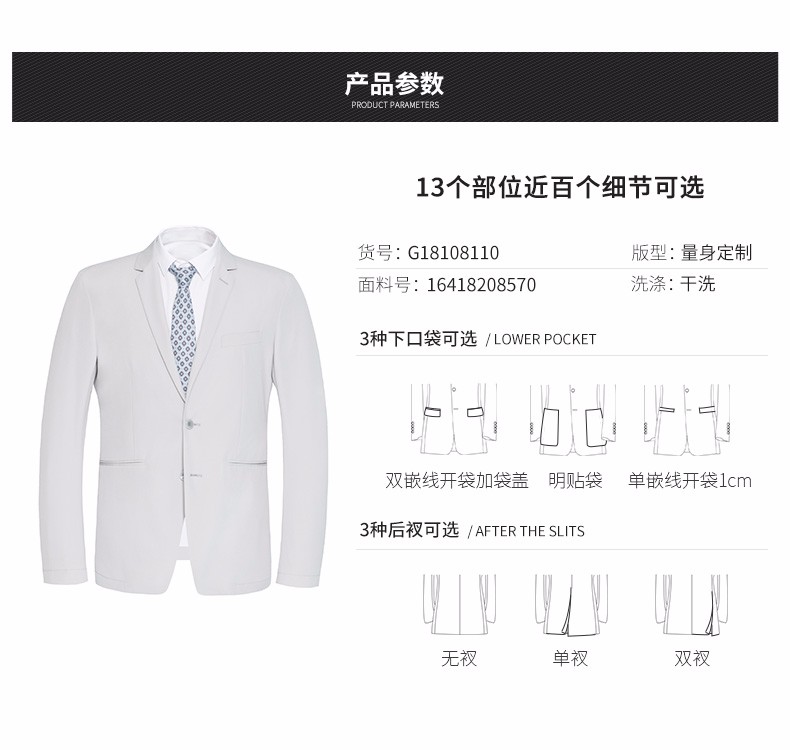 产品参数
PRODUCT PARAMETERS
13个部位近百个细节可选
货号：G18108110 版型：量身定制
面料号：16418208570 洗涤：干洗
3种下口袋可选 / LOWER POCKET
双嵌线开袋加袋盖 明贴袋 单嵌线开袋1cm
3种后衩可选 / AFTER THE SLITS
无衩 单衩 双衩